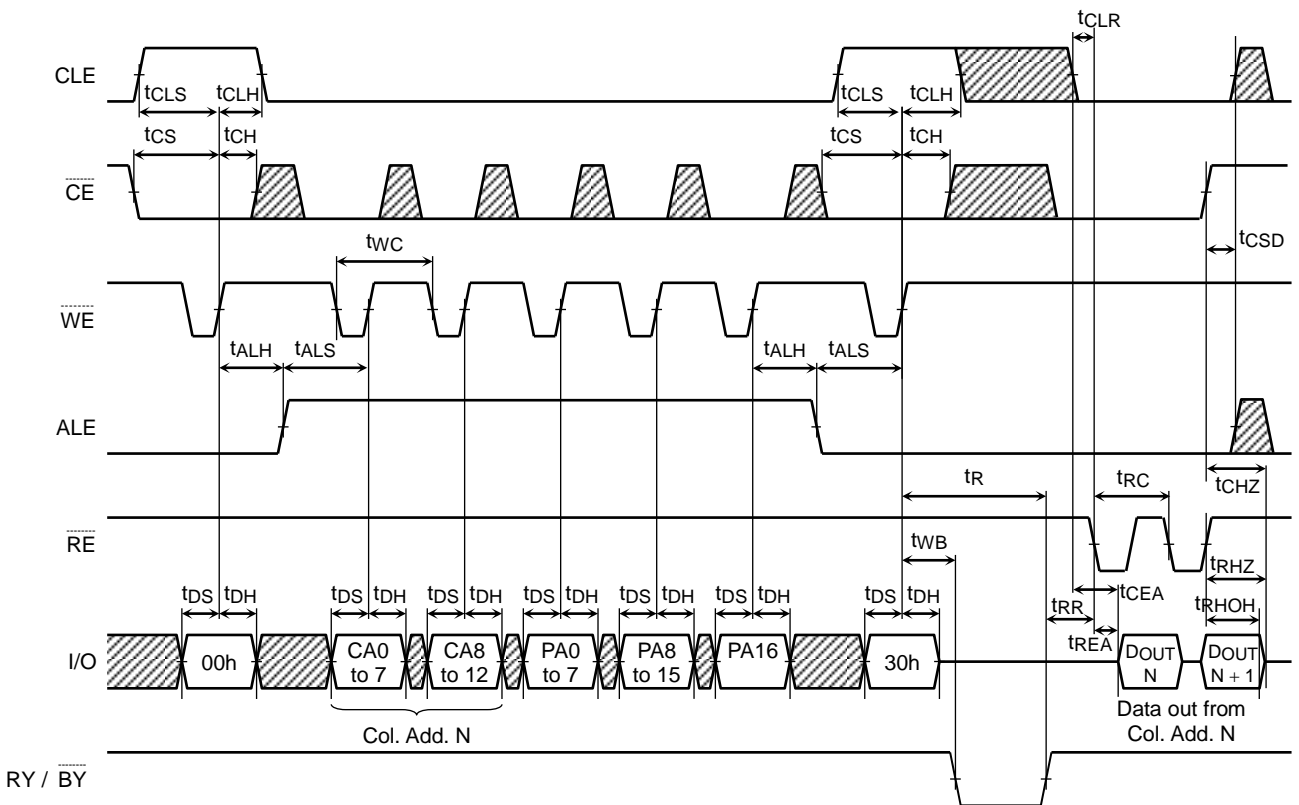 tCLR
CLE
tCLS tCLH tCLS tCLH
tCS tCH tCS tCH
CE
tWC tCSD
WE
tALH tALS tALH tALS
ALE
tR tRC tCHZ
RE
tWB
tDS tDH tDS tDH tDS tDH tDS tDH tDS tDH tDS tDH tDS tDH tRHZ
tCEA
tRR tRHOH
tREA
I/O 00h CA0 to 7 CA8 to 12 PA0 to 7 PA8 to 15 PA16 30h DOUT N DOUT N + 1
Data out from
Col. Add. N Col. Add. N
RY / BY